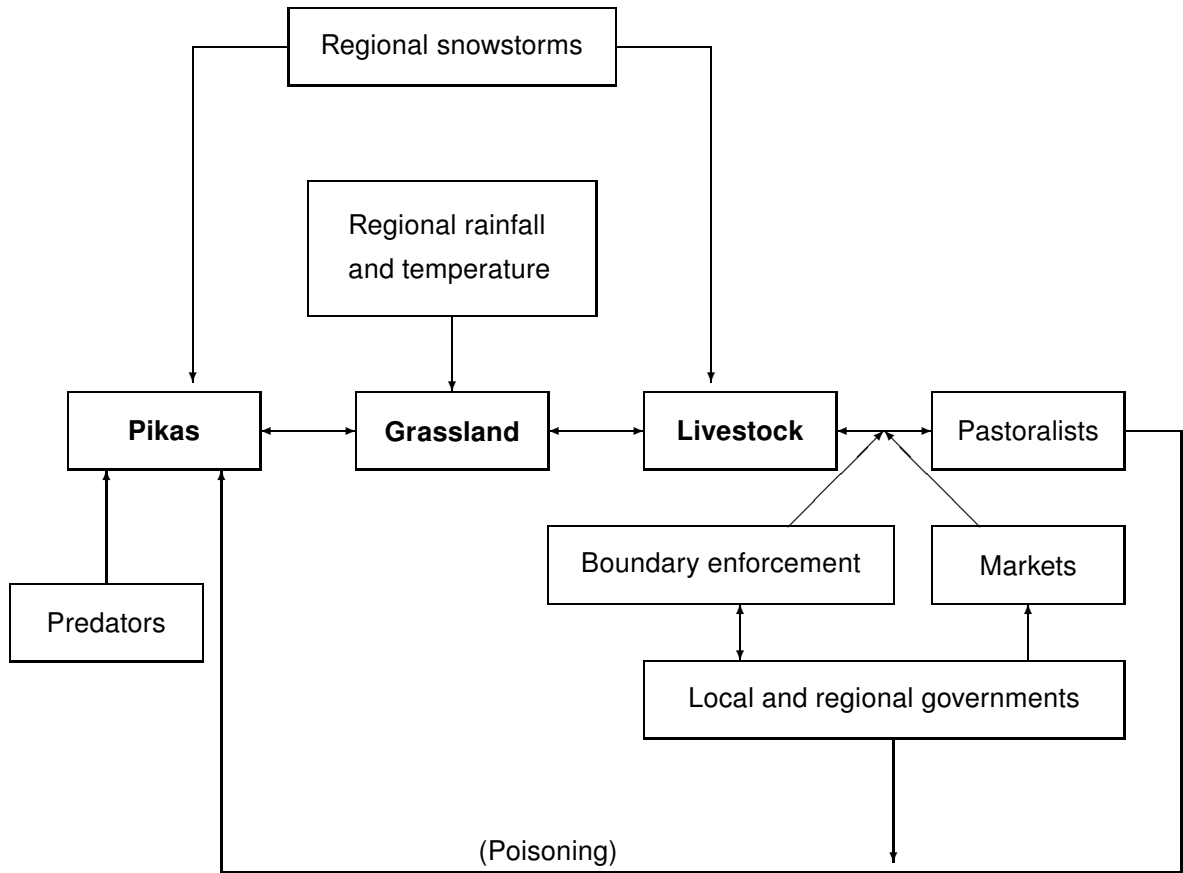 Regional snowstorms
Regional rainfall
and temperature
Pikas
Grassland
Livestock
Pastoralists
Boundary enforcement
Markets
Predators
Local and regional governments
(Poisoning)